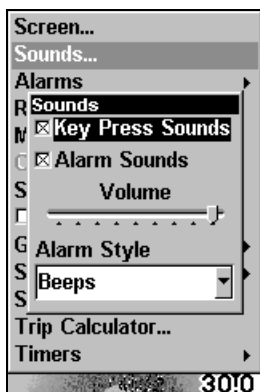 Screen...
Sounds...
Alarms
R
Sounds
M
Key Press Sounds
Alarm Sounds
S
Volume
G
Alarm Style
S
Beeps
S
Trip Calculator...
Timers
30.0